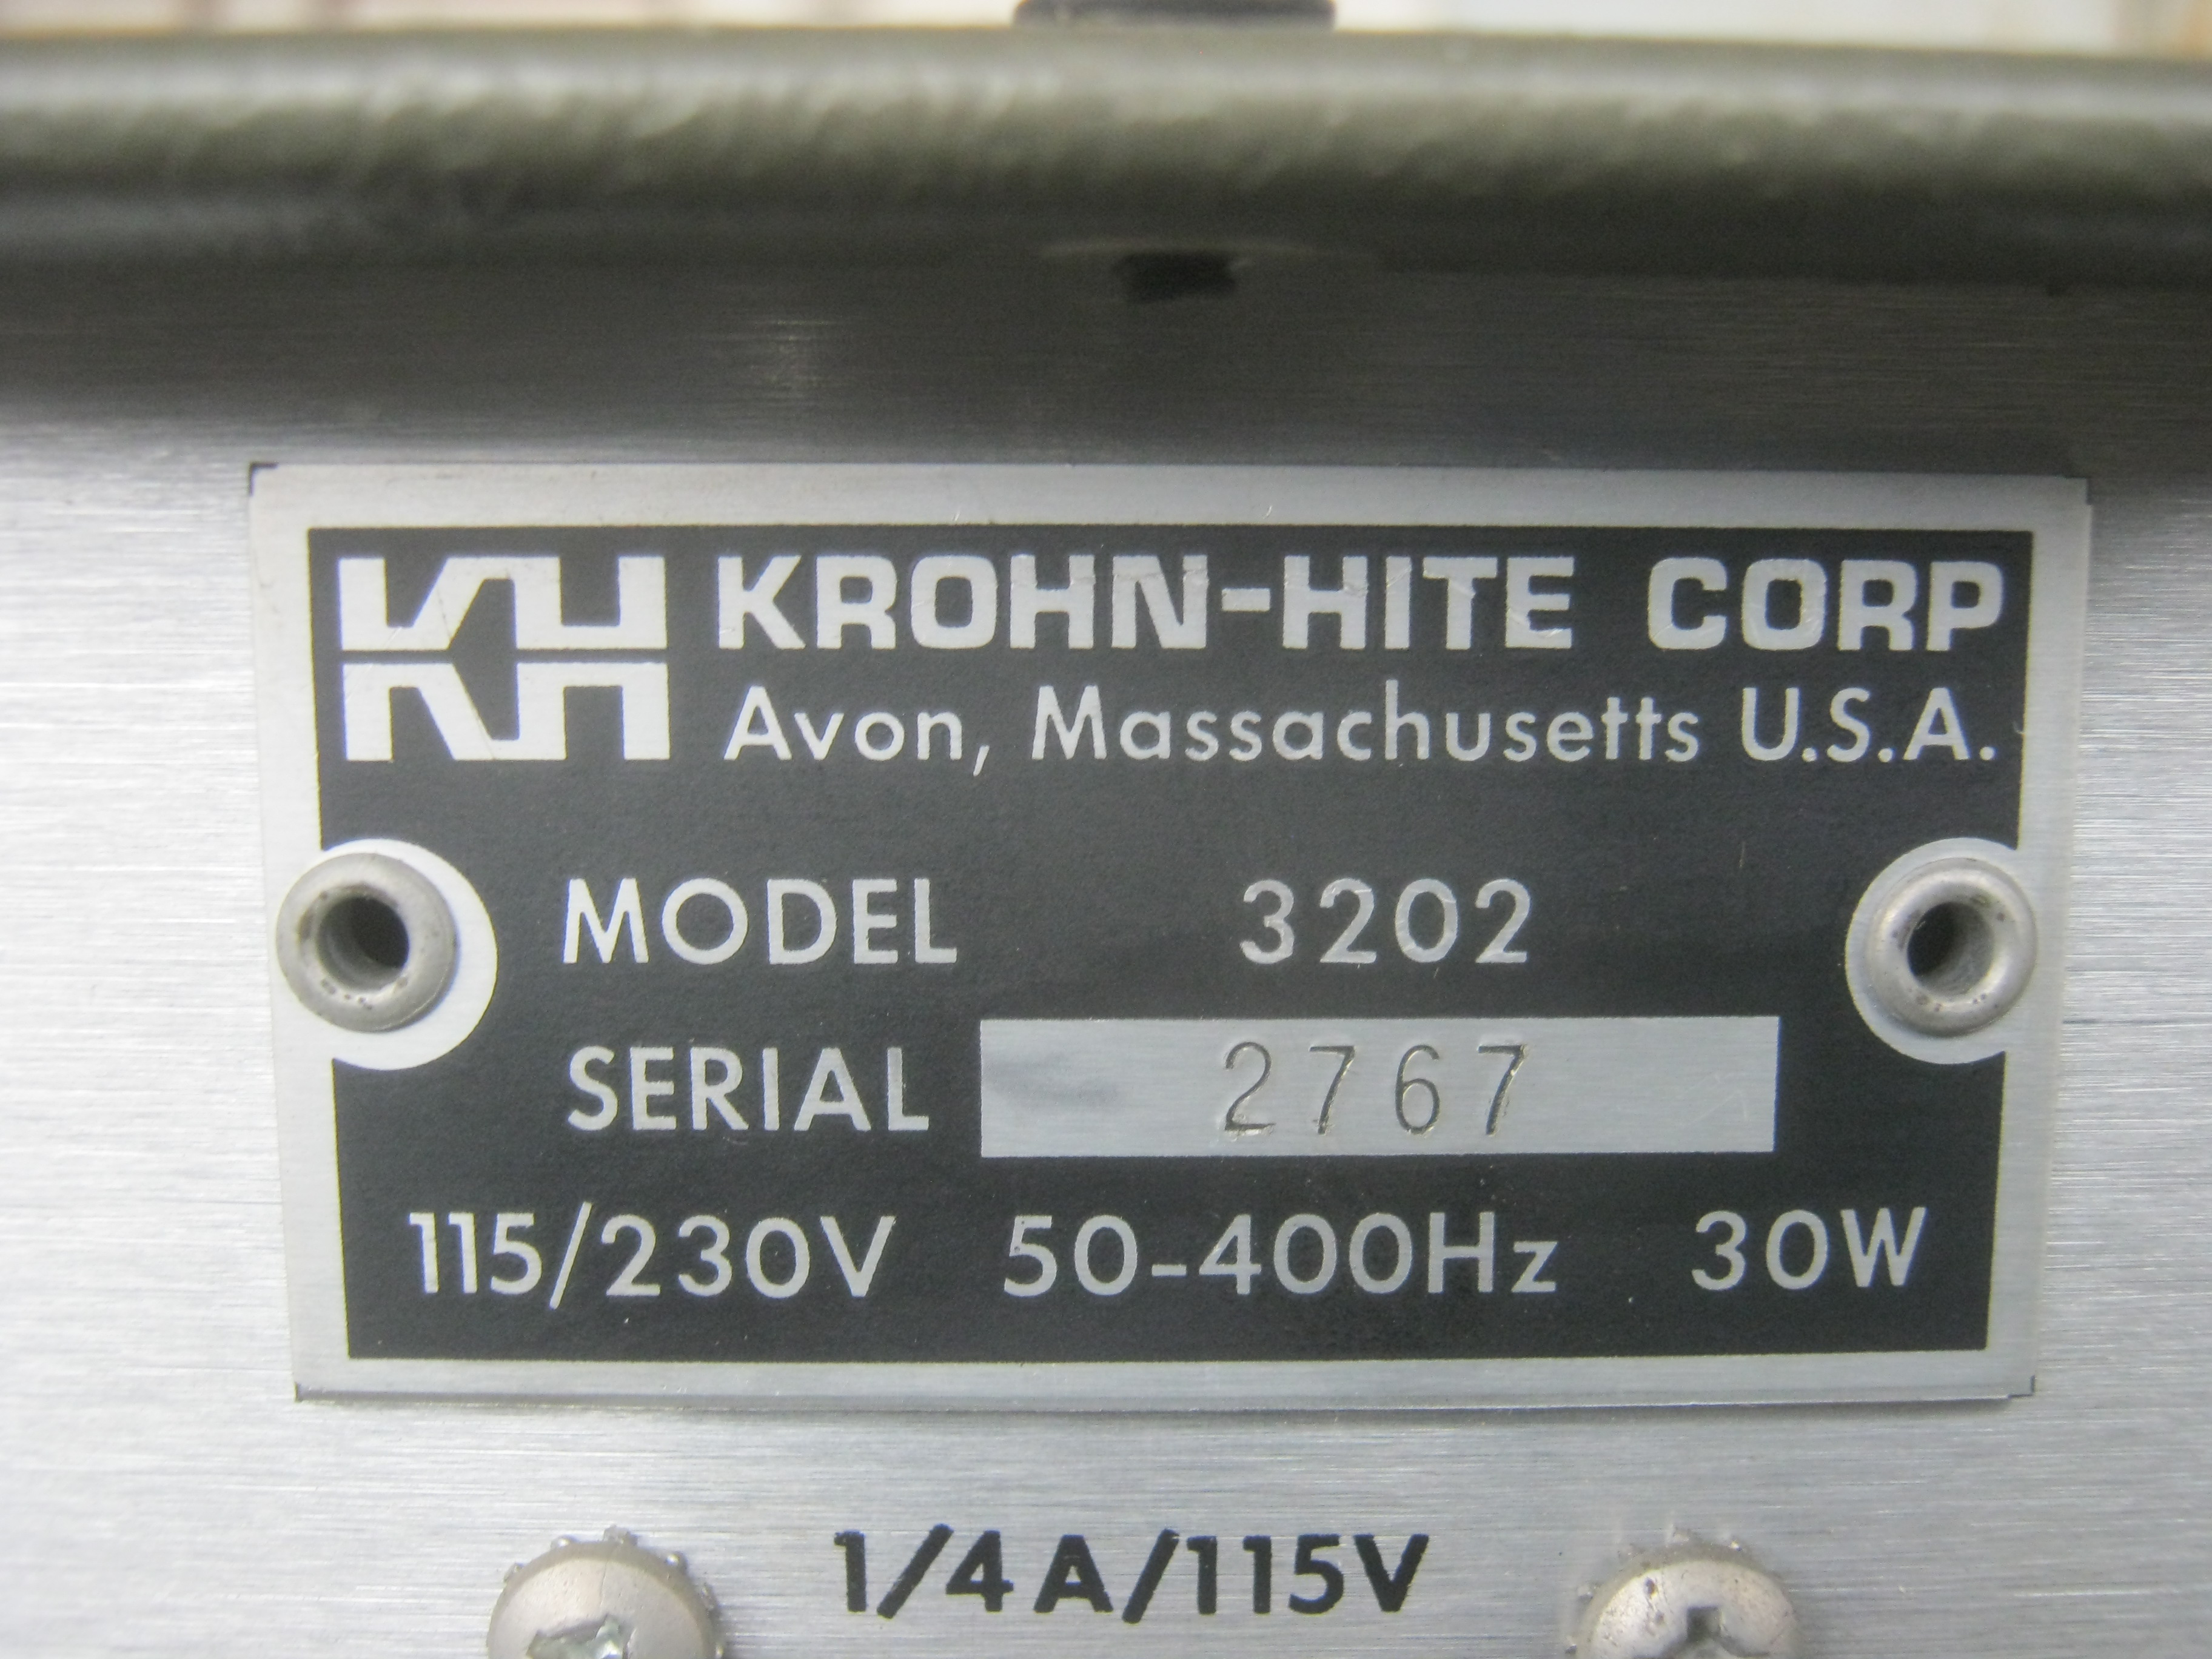 KH KROHN-HITE CORP
Avon, Massachusetts U.S.A.
MODEL 3202
SERIAL 2767
115/230V 50-400Hz 30W
1/4A/115V